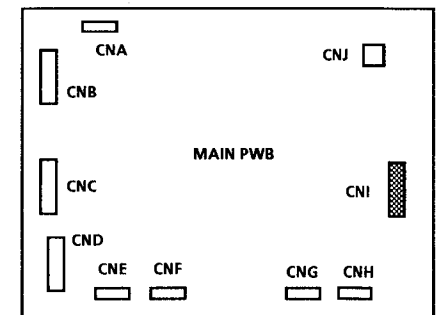 CNA
CNJ
CNB
MAIN PWB
CNC
CNI
CND
CNE CNF CNG CNH